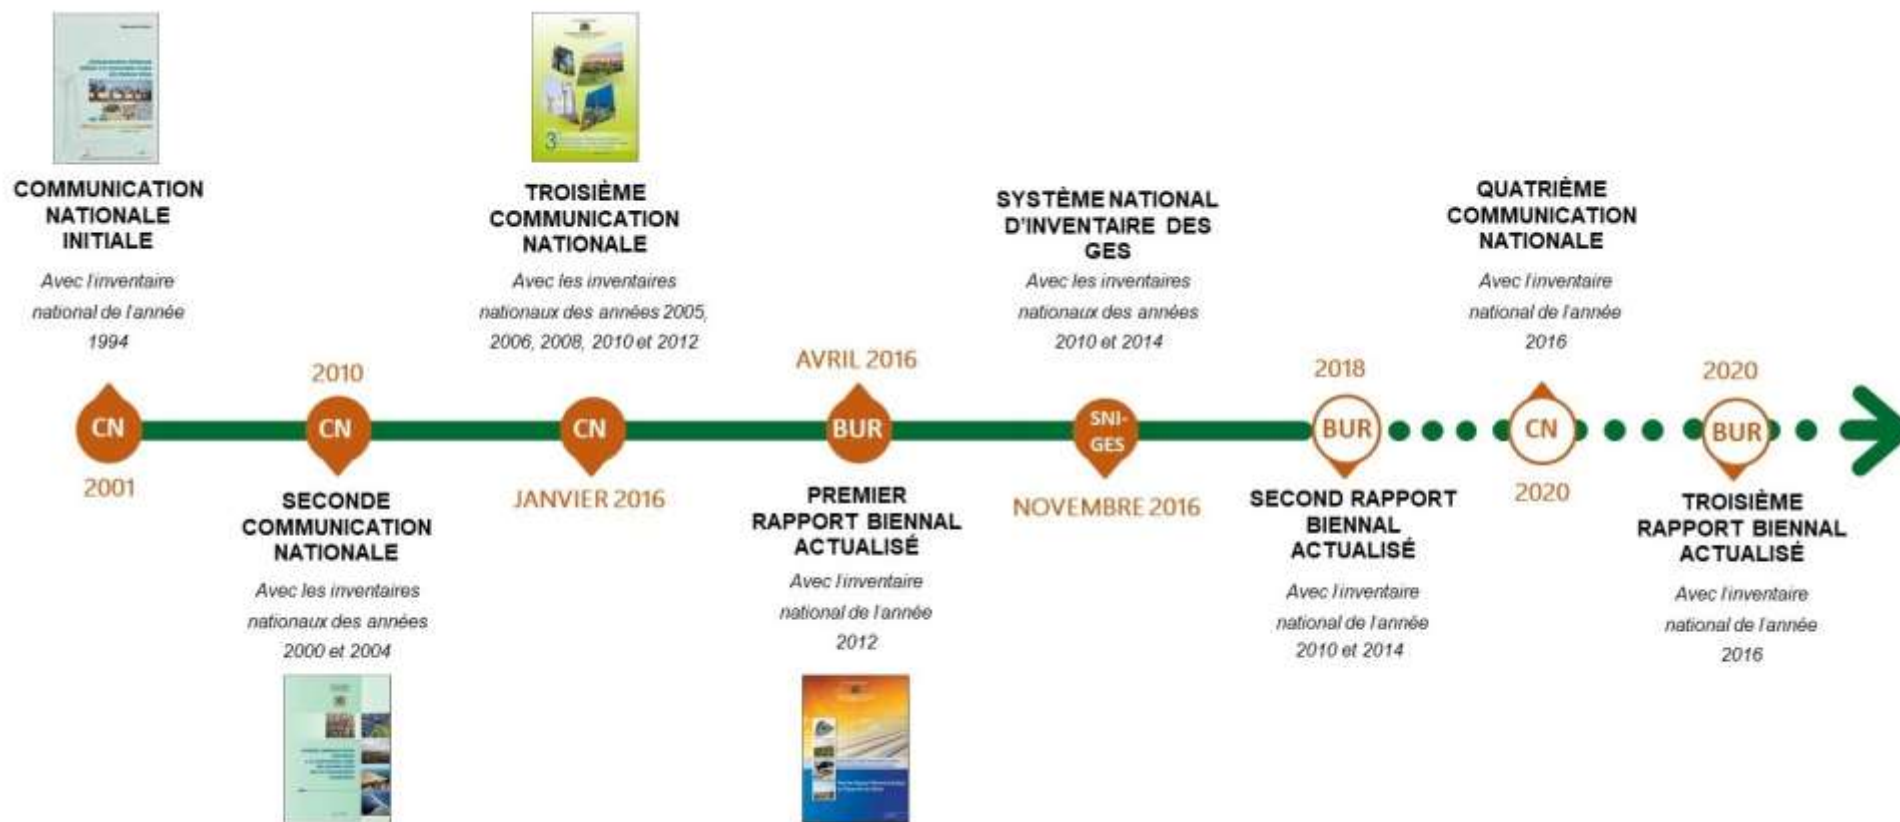 COMMUNICATION
NATIONALE
INITIALE
Avec l'inventaire
national de l'année
1994
CN
2001
2010
CN
SECONDE
COMMUNICATION
NATIONALE
Avec les inventaires
nationaux des années
2000 et 2004
3
TROISIÈME
COMMUNICATION
NATIONALE
Avec les inventaires
nationaux des années 2005,
2006, 2008, 2010 et 2012
CN
JANVIER 2016
AVRIL 2016
BUR
PREMIER
RAPPORT BIENNAL
ACTUALISÉ
Avec l'inventaire
national de l'année
2012
SYSTÈME NATIONAL
D'INVENTAIRE DES
GES
Avec les inventaires
nationaux des années
2010 et 2014
SNI-
GES
NOVEMBRE 2016
2018
BUR
SECOND RAPPORT
BIENNAL
ACTUALISÉ
Avec l'inventaire
national de l'année
2010 et 2014
QUATRIÈME
COMMUNICATION
NATIONALE
Avec l'inventaire
national de l'année
2016
CN
2020
2020
BUR
TROISIÈME
RAPPORT BIENNAL
ACTUALISÉ
Avec l'inventaire
national de l'année
2016